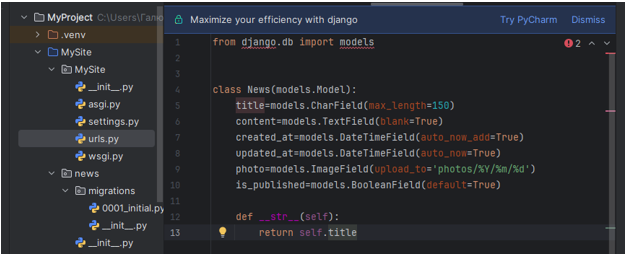 MyProject C:\Users\Галю
Maximize your efficiency with django Try PyCharm Dismiss
.venv
MySite
MySite
__init__.py
asgi.py
settings.py
urls.py
wsgi.py
news
migrations
0001_initial.py
__init__.py
__init__.py
2
1 from django.db import models
2
3
4 class News(models.Model):
5 title=models.CharField(max_length=150)
6 content=models.TextField(blank=True)
7 created_at=models.DateTimeField(auto_now_add=True)
8 updated_at=models.DateTimeField(auto_now=True)
9 photo=models.ImageField(upload_to='photos/%Y/%m/%d')
10 is_published=models.BooleanField(default=True)
11
12 def __str__(self):
13 return self.title